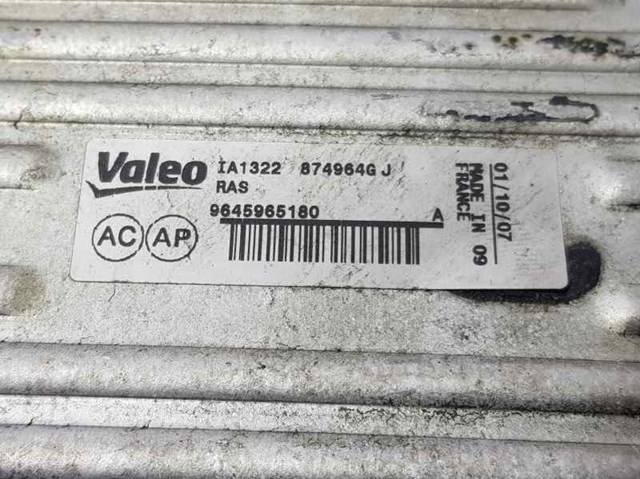 Valeo
IA1322 874964G J
RAS
9645965180 A
AC AP
01/10/07
MADE IN 09
FRANCE